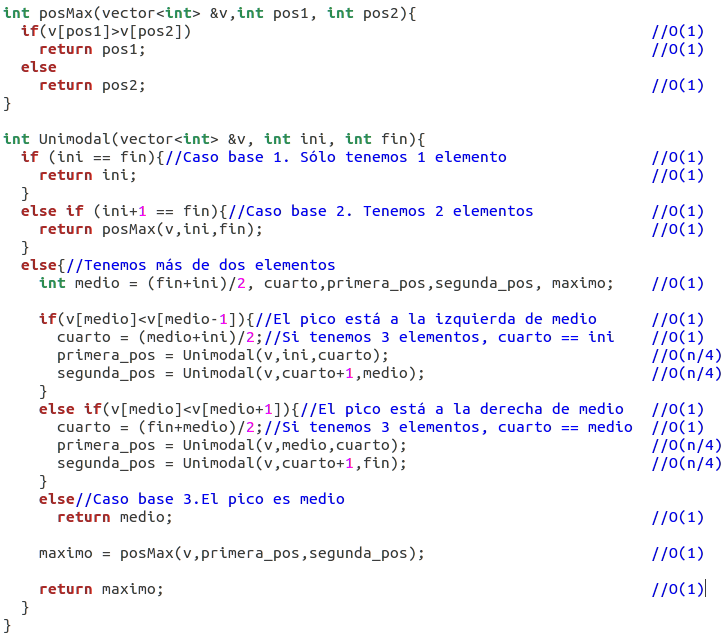 int posMax(vector<int> &v,int pos1, int pos2){
  if(v[pos1]>v[pos2]) //O(1)
    return pos1; //O(1)
  else
    return pos2; //O(1)
}

int Unimodal(vector<int> &v, int ini, int fin){
  if (ini == fin){//Caso base 1. Sólo tenemos 1 elemento //O(1)
    return ini; //O(1)
  }
  else if (ini+1 == fin){//Caso base 2. Tenemos 2 elementos //O(1)
    return posMax(v,ini,fin); //O(1)
  }
  else{//Tenemos más de dos elementos
    int medio = (fin+ini)/2, cuarto,primera_pos,segunda_pos, maximo; //O(1)

    if(v[medio]<v[medio-1]){//El pico está a la izquierda de medio //O(1)
      cuarto = (medio+ini)/2;//Si tenemos 3 elementos, cuarto == ini //O(1)
      primera_pos = Unimodal(v,ini,cuarto); //O(n/4)
      segunda_pos = Unimodal(v,cuarto+1,medio); //O(n/4)
    }
    else if(v[medio]<v[medio+1]){//El pico está a la derecha de medio //O(1)
      cuarto = (fin+medio)/2;//Si tenemos 3 elementos, cuarto == medio //O(1)
      primera_pos = Unimodal(v,medio,cuarto); //O(n/4)
      segunda_pos = Unimodal(v,cuarto+1,fin); //O(n/4)
    }
    else//Caso base 3.El pico es medio
      return medio; //O(1)

    maximo = posMax(v,primera_pos,segunda_pos); //O(1)

    return maximo; //O(1)
  }
}